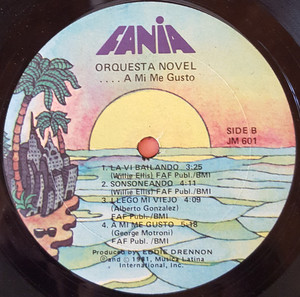 FANIA
ORQUESTA NOVEL
.... A Mi Me Gusto
SIDE B
JM 601
1. LA VI BAILANDO 3:25
(Willie Ellis) FAF Publ./BMI
2. SONSONEANDO 4:11
(Willie Ellis) FAF Publ./BMI
3. LLEGO MI VIEJO 4:09
(Alberto Gonzalez)
FAF Publ./BMI
4. A MI ME GUSTO 5:18
(George Motroni)
FAF Publ./BMI
Produced by: EDDIE DRENNON
©and ℗ 1981, Musica Latina
International, Inc.